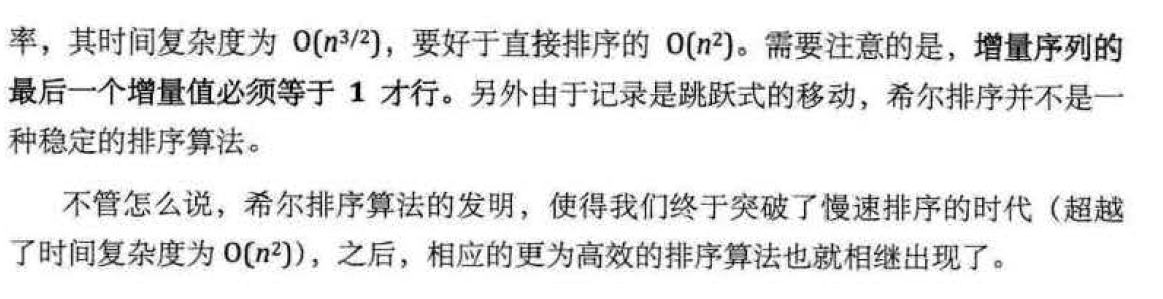 率，其时间复杂度为 O(n^{3/2})，要好于直接排序的 O(n²)。需要注意的是，增量序列的
最后一个增量值必须等于 1 才行。另外由于记录是跳跃式的移动，希尔排序并不是一
种稳定的排序算法。
不管怎么说，希尔排序算法的发明，使得我们终于突破了慢速排序的时代（超越
了时间复杂度为 O(n²)），之后，相应的更为高效的排序算法也就相继出现了。